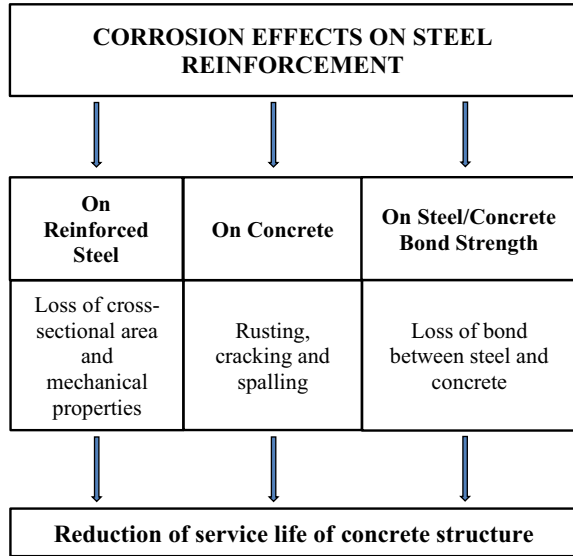 CORROSION EFFECTS ON STEEL
REINFORCEMENT
On
Reinforced
Steel
On Concrete
On Steel/Concrete
Bond Strength
Loss of cross-
sectional area
and
mechanical
properties
Rusting,
cracking and
spalling
Loss of bond
between steel and
concrete
Reduction of service life of concrete structure